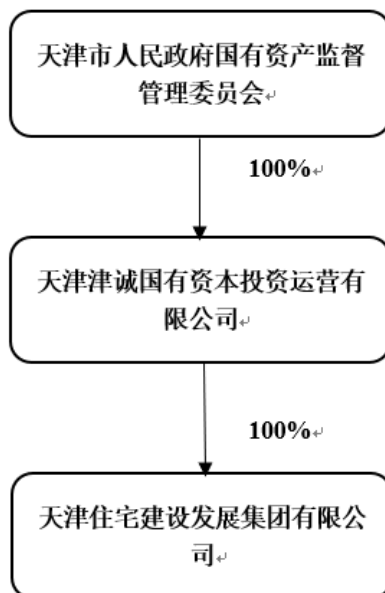 天津市人民政府国有资产监督
管理委员会
100%
天津津诚国有资本投资运营有
限公司
100%
天津住宅建设发展集团有限公
司